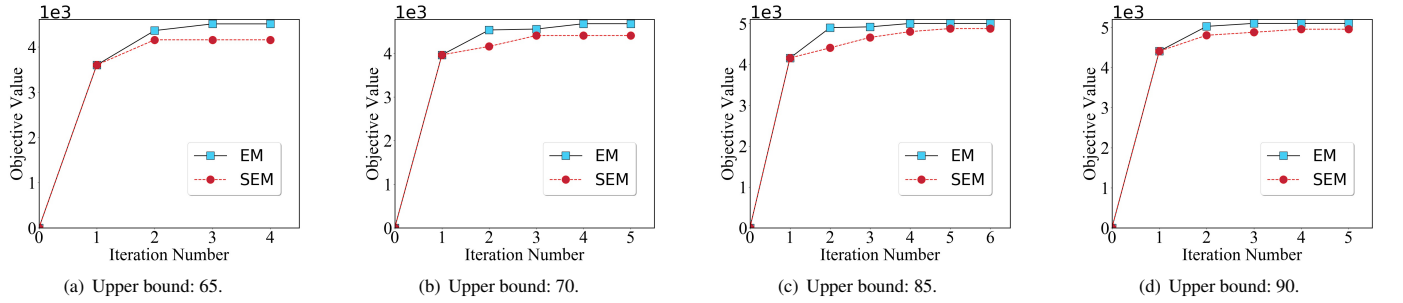 1e3
Objective Value
4
3
2
1
0
EM
SEM
0 1 2 3 4
Iteration Number
(a) Upper bound: 65.
1e3
Objective Value
4
3
2
1
0
EM
SEM
0 1 2 3 4 5
Iteration Number
(b) Upper bound: 70.
1e3
Objective Value
5
4
3
2
1
0
EM
SEM
0 1 2 3 4 5 6
Iteration Number
(c) Upper bound: 85.
1e3
Objective Value
5
4
3
2
1
0
EM
SEM
0 1 2 3 4 5
Iteration Number
(d) Upper bound: 90.